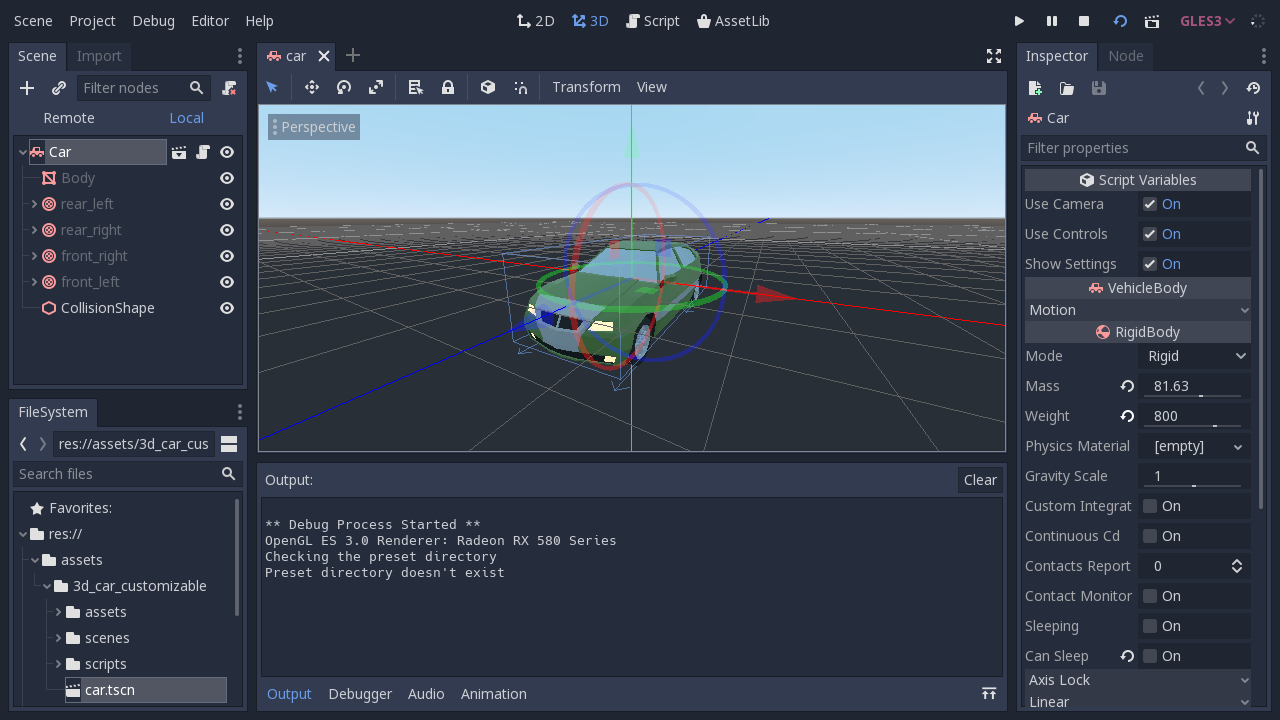 Scene Project Debug Editor Help 2D 3D Script AssetLib GLES3
Scene Import
Filter nodes
Remote Local
Car
Body
rear_left
rear_right
front_right
front_left
CollisionShape
FileSystem
res://assets/3d_car_cus
Search files
Favorites:
res://
assets
3d_car_customizable
assets
scenes
scripts
car.tscn
car
Transform View
Perspective
Output: Clear
** Debug Process Started **
OpenGL ES 3.0 Renderer: Radeon RX 580 Series
Checking the preset directory
Preset directory doesn't exist
Output Debugger Audio Animation
Inspector Node
Car
Filter properties
Script Variables
Use Camera On
Use Controls On
Show Settings On
VehicleBody
Motion
RigidBody
Mode Rigid
Mass 81.63
Weight 800
Physics Material [empty]
Gravity Scale 1
Custom Integrat On
Continuous Cd On
Contacts Report 0
Contact Monitor On
Sleeping On
Can Sleep On
Axis Lock
Linear